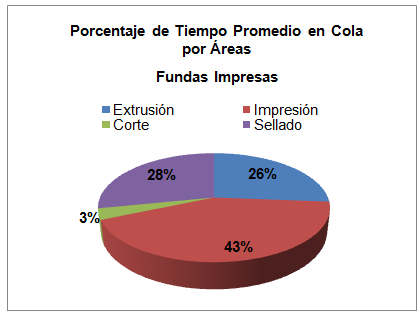 Porcentaje de Tiempo Promedio en Cola
por Áreas
Fundas Impresas
Extrusión Impresión
Corte Sellado
28% 26%
3%
43%